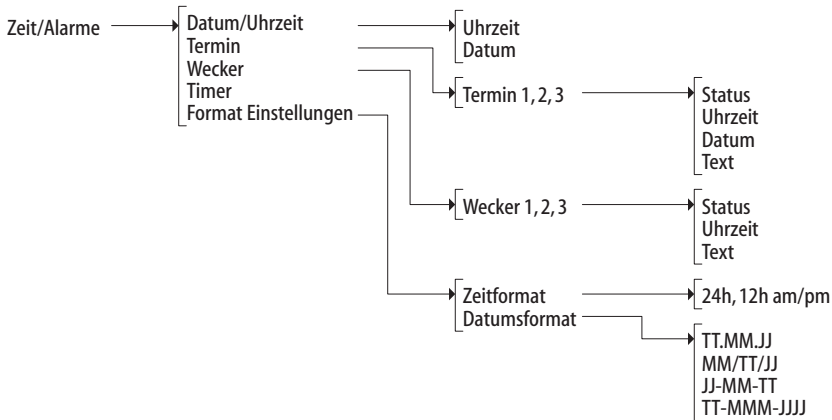 Zeit/Alarme
Datum/Uhrzeit
Termin
Wecker
Timer
Format Einstellungen
Uhrzeit
Datum
Termin 1, 2, 3
Status
Uhrzeit
Datum
Text
Wecker 1, 2, 3
Status
Uhrzeit
Text
Zeitformat
Datumsformat
24h, 12h am/pm
TT.MM.JJ
MM/TT/JJ
JJ-MM-TT
TT-MMM-JJJJ